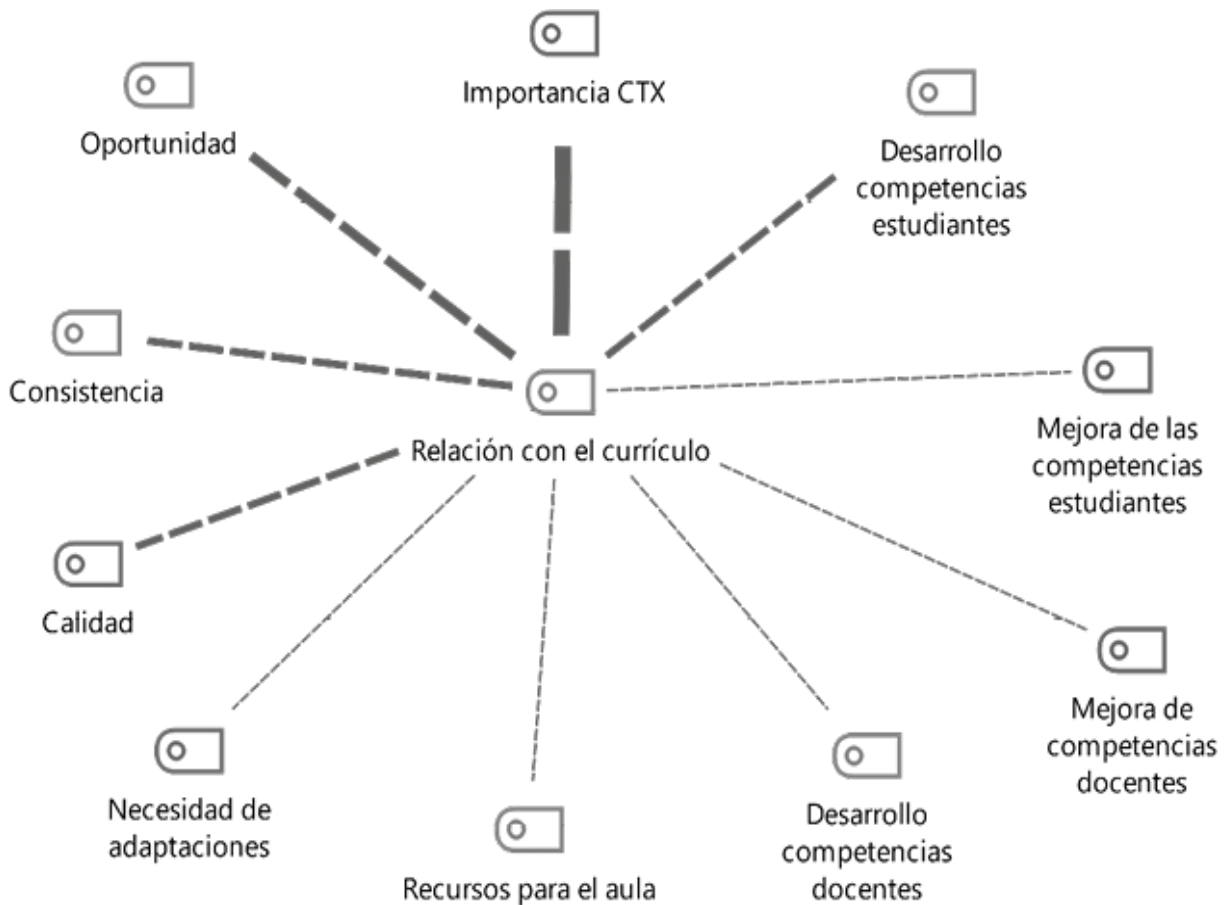 Importancia CTX
Oportunidad
Desarrollo
competencias
estudiantes
Consistencia
Relación con el currículo
Mejora de las
competencias
estudiantes
Calidad
Mejora de
competencias
docentes
Necesidad de
adaptaciones
Recursos para el aula
Desarrollo
competencias
docentes